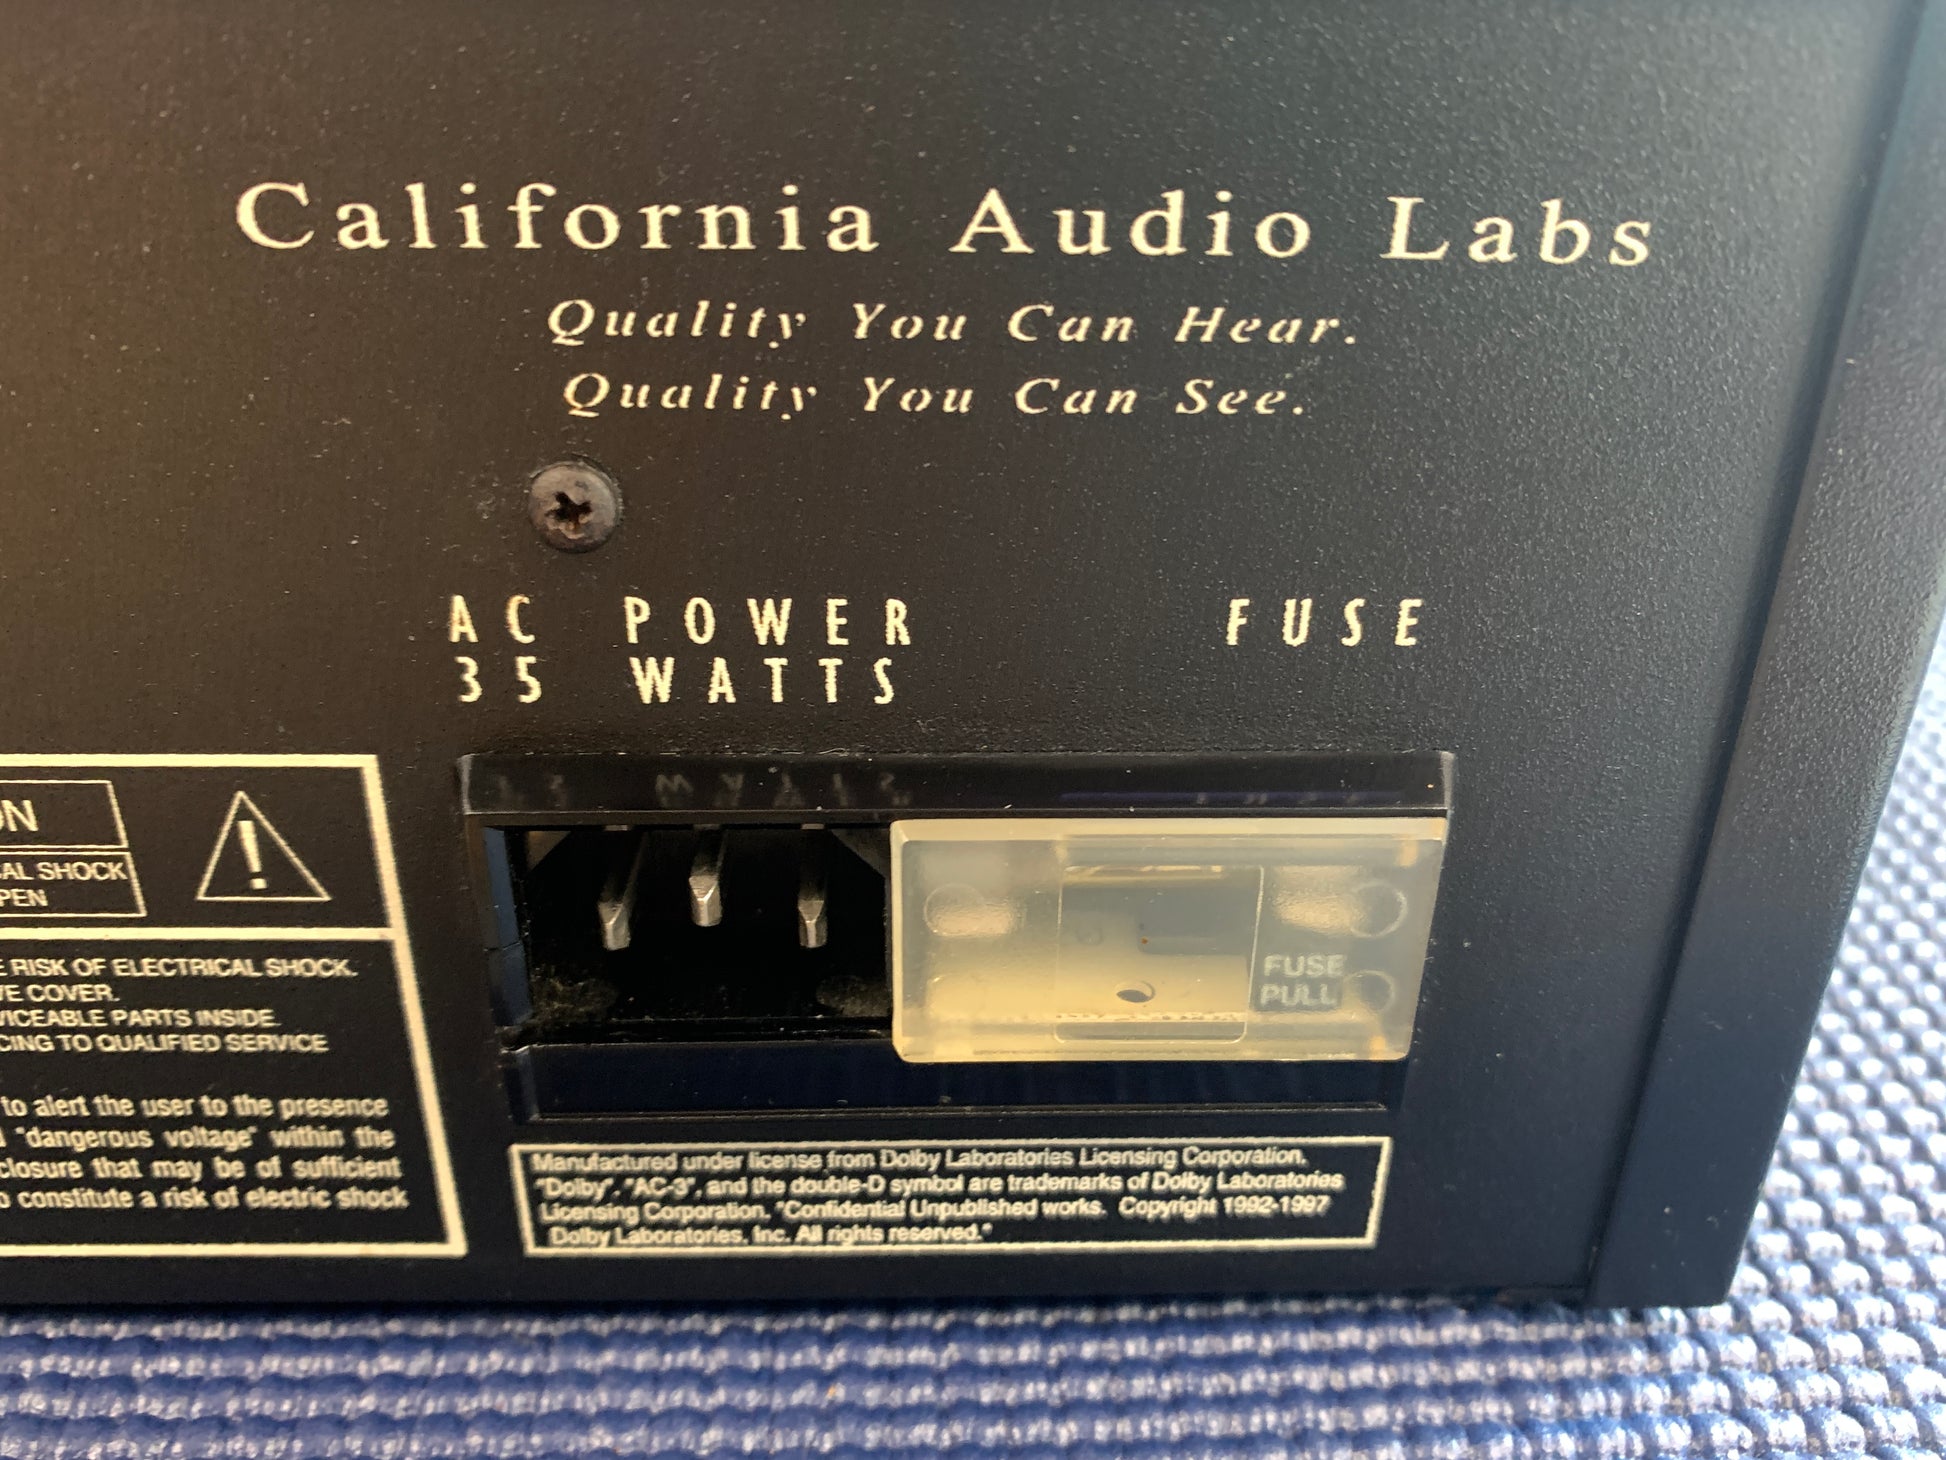 California Audio Labs
Quality You Can Hear.
Quality You Can See.
AC POWER
35 WATTS
FUSE
ON
AL SHOCK
PEN
!
RISK OF ELECTRICAL SHOCK.
VE COVER.
VICEABLE PARTS INSIDE.
CING TO QUALIFIED SERVICE
to alert the user to the presence
"dangerous voltage" within the
closure that may be of sufficient
o constitute a risk of electric shock
FUSE
PULL
Manufactured under license from Dolby Laboratories Licensing Corporation.
"Dolby", "AC-3", and the double-D symbol are trademarks of Dolby Laboratories
Licensing Corporation. "Confidential Unpublished works. Copyright 1992-1997
Dolby Laboratories, Inc. All rights reserved."